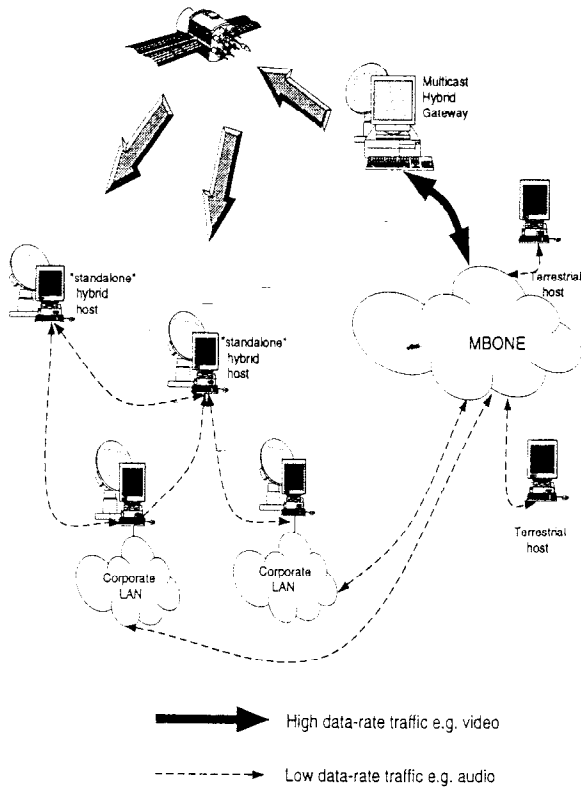 Multicast
Hybrid
Gateway
"standalone"
hybrid
host
Terrestrial
host
"standalone"
hybrid
host
MBONE
Terrestrial
host
Corporate
LAN
Corporate
LAN
High data-rate traffic e.g. video
Low data-rate traffic e.g. audio